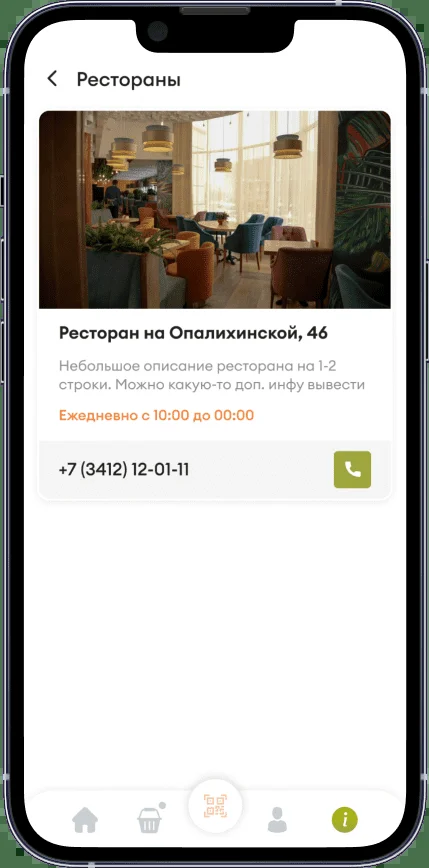 Рестораны
Ресторан на Опалихинской, 46
Небольшое описание ресторана на 1-2
строки. Можно какую-то доп. инфу вывести
Ежедневно с 10:00 до 00:00
+7 (3412) 12-01-11
i